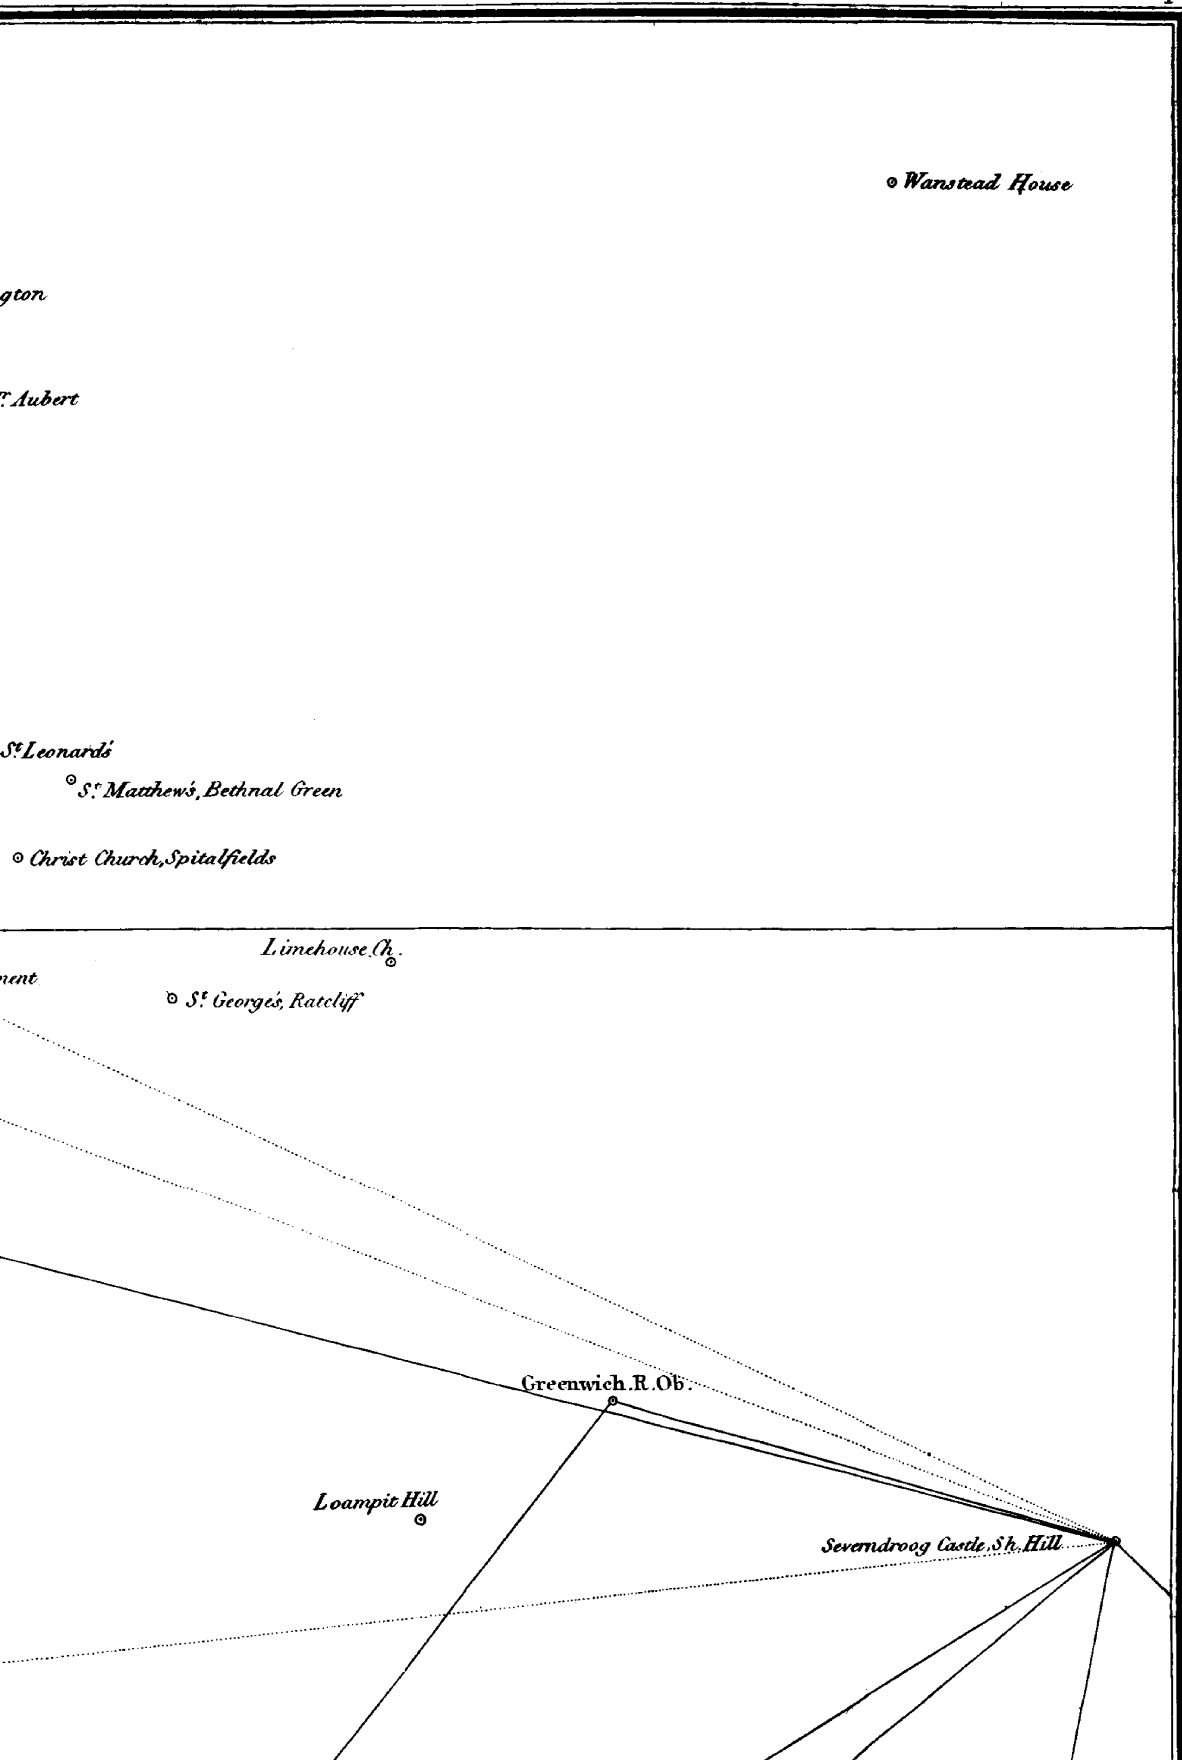 Wanstead House
gton
r. Aubert
St. Leonard's
St. Matthew's, Bethnal Green
Christ Church, Spitalfields
Limehouse Ch.
ment
St. George's, Ratcliff
Greenwich. R. Ob.
Loampit Hill
Severndroog Castle, Sh. Hill